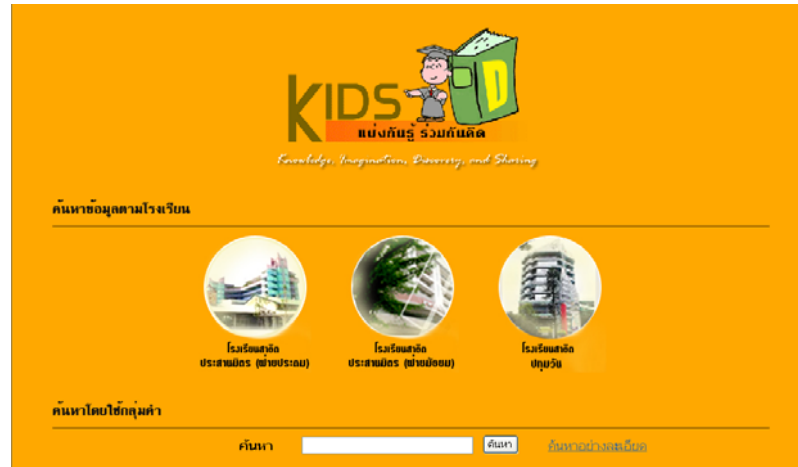 KIDS
D
แบ่งกันรู้ ร่วมกันคิด
Knowledge, Imagination, Discovery, and Sharing
ค้นหาข้อมูลตามโรงเรียน
โรงเรียนสาธิต
ประสานมิตร (ฝ่ายประถม)
โรงเรียนสาธิต
ประสานมิตร (ฝ่ายมัธยม)
โรงเรียนสาธิต
ปทุมวัน
ค้นหาโดยใช้กลุ่มคำ
ค้นหา ค้นหา ค้นหาอย่างละเอียด